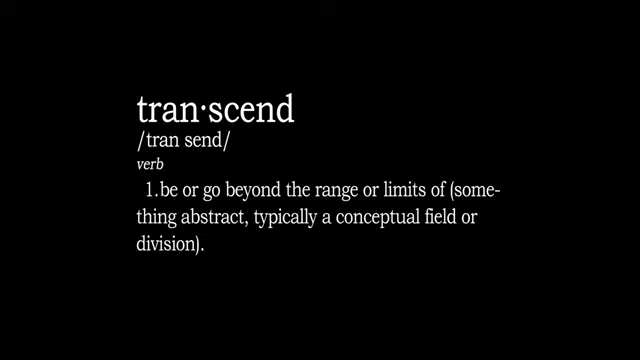 tran·scend
/tran send/
verb
1.be or go beyond the range or limits of (some-
thing abstract, typically a conceptual field or
division).